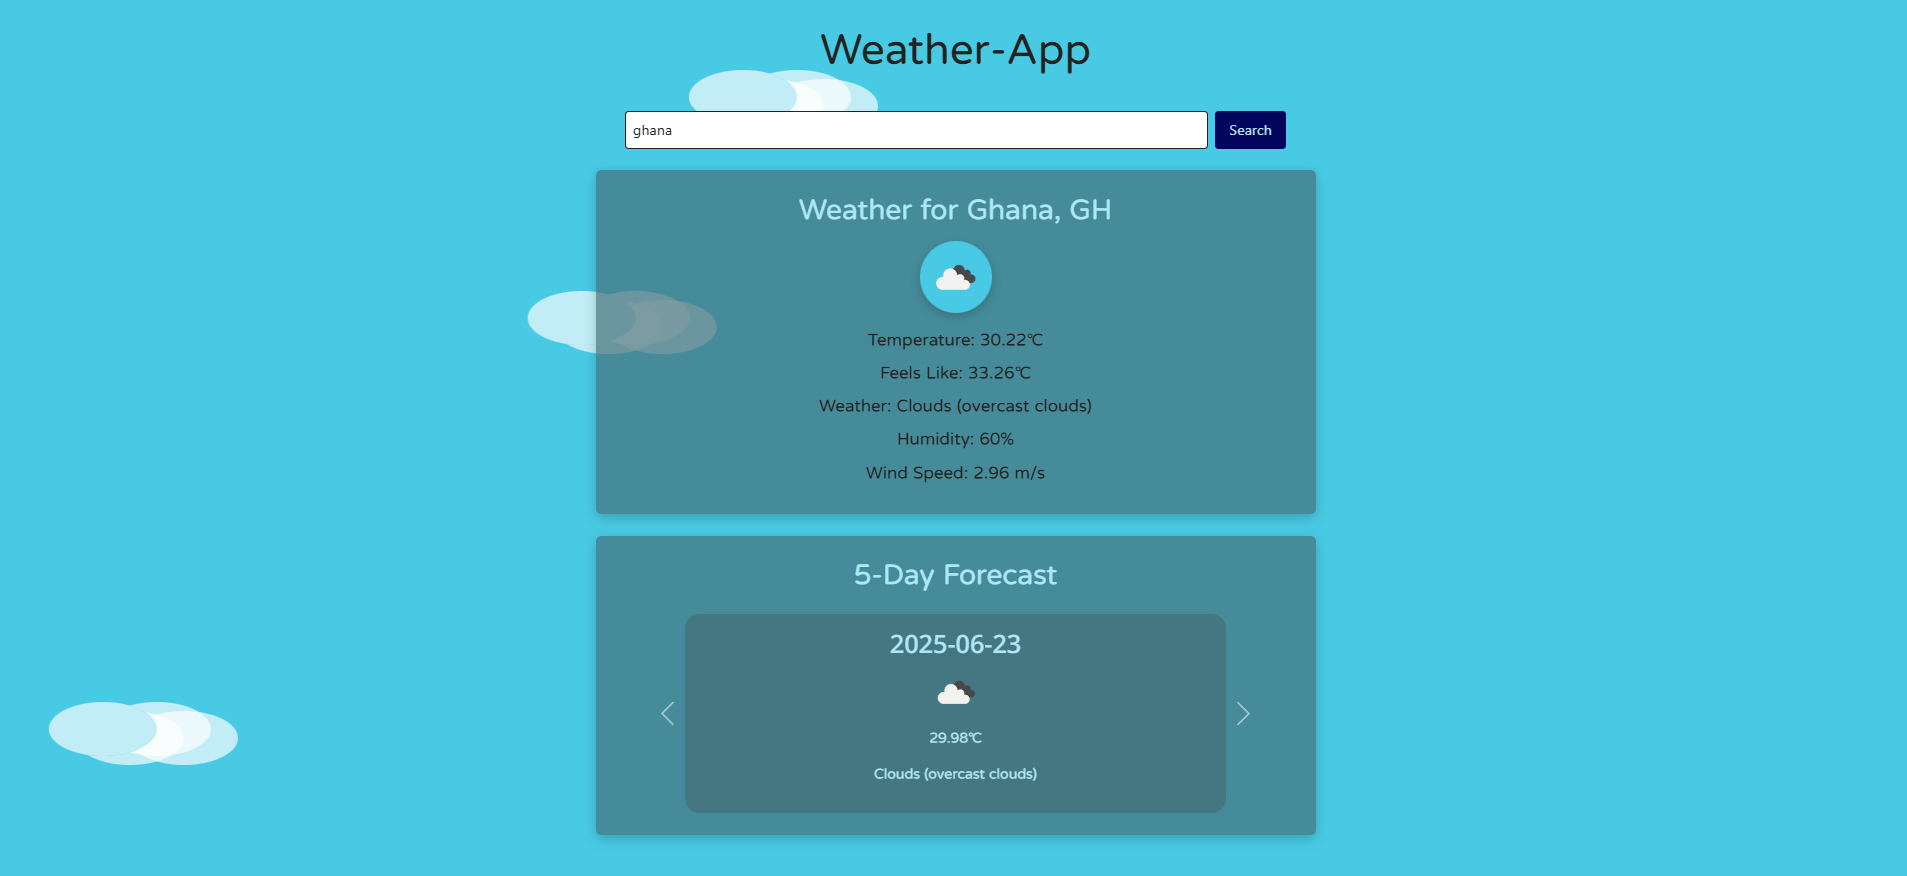 Weather-App
ghana
Search
Weather for Ghana, GH
Temperature: 30.22℃
Feels Like: 33.26℃
Weather: Clouds (overcast clouds)
Humidity: 60%
Wind Speed: 2.96 m/s
5-Day Forecast
2025-06-23
29.98℃
Clouds (overcast clouds)